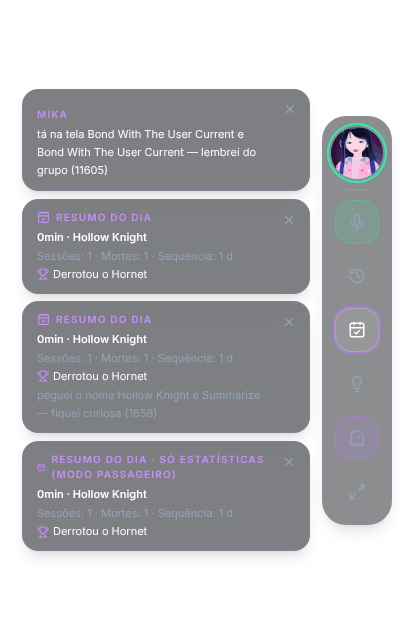 MIKA
tá na tela Bond With The User Current e
Bond With The User Current — lembrei do
grupo (11605)
RESUMO DO DIA
0min · Hollow Knight
Sessões: 1 · Mortes: 1 · Sequência: 1 d
Derrotou o Hornet
RESUMO DO DIA
0min · Hollow Knight
Sessões: 1 · Mortes: 1 · Sequência: 1 d
Derrotou o Hornet
peguei o nome Hollow Knight e Summarize
— fiquei curiosa (1658)
RESUMO DO DIA · SÓ ESTATÍSTICAS
(MODO PASSAGEIRO)
0min · Hollow Knight
Sessões: 1 · Mortes: 1 · Sequência: 1 d
Derrotou o Hornet